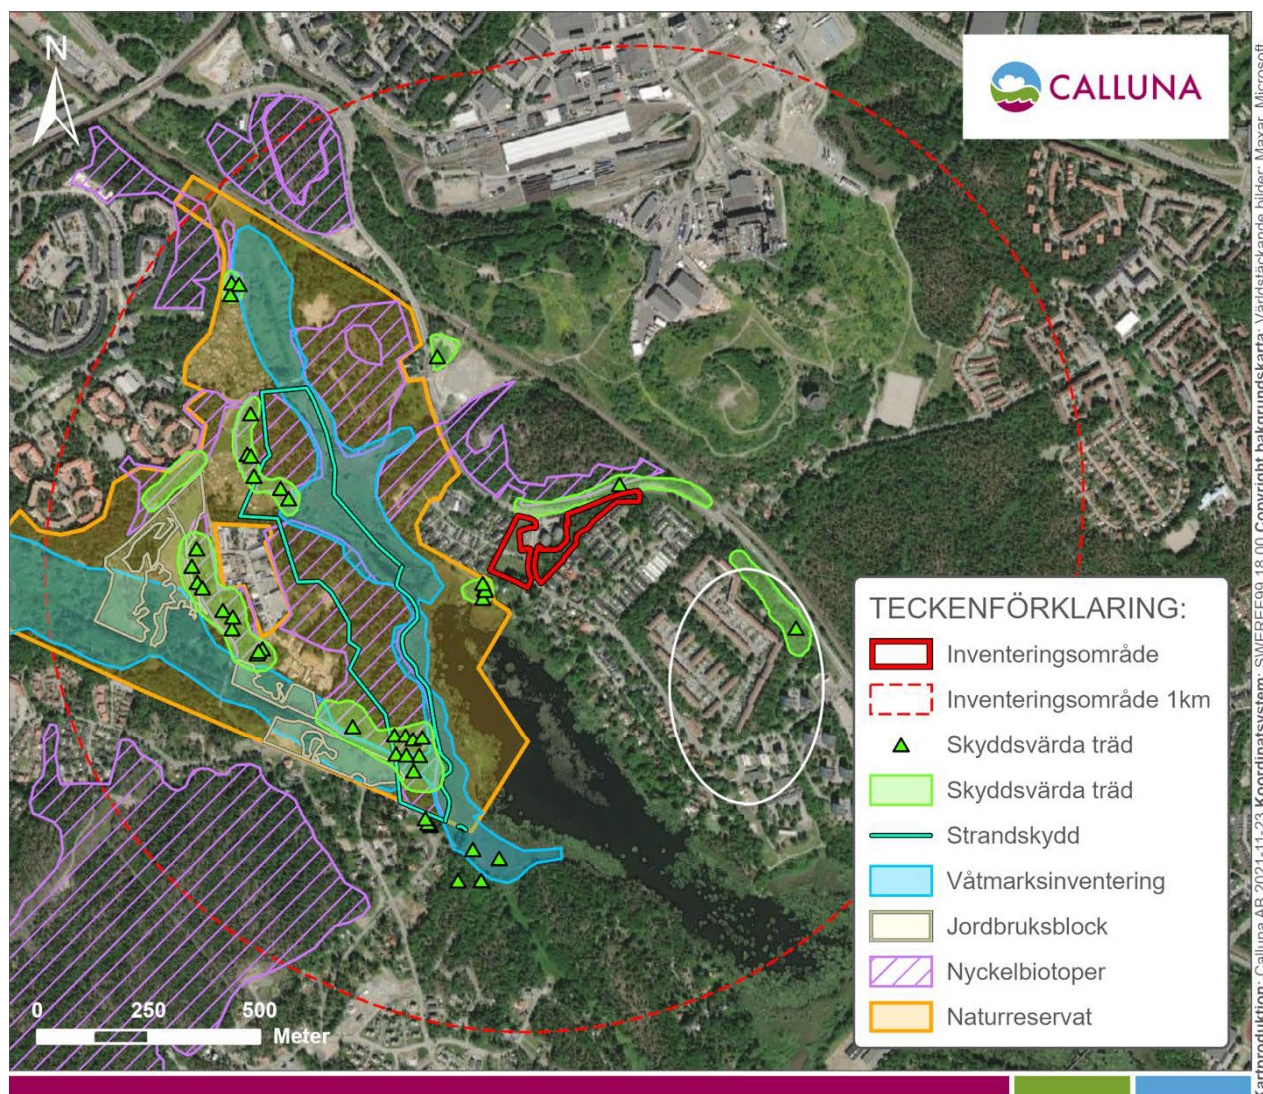 N
CALLUNA
TECKENFÖRKLARING:
Inventeringsområde
Inventeringsområde 1km
Skyddsvärda träd
Skyddsvärda träd
Strandskydd
Våtmarksinventering
Jordbruksblock
Nyckelbiotoper
Naturreservat
0 250 500
Meter
Kartproduktion: Calluna AB 2021-11-23 Koordinatsystem: SWEREF99 18 00 Copyright bakgrundskarta: Världstäckande bilder: Maxar, Microsoft